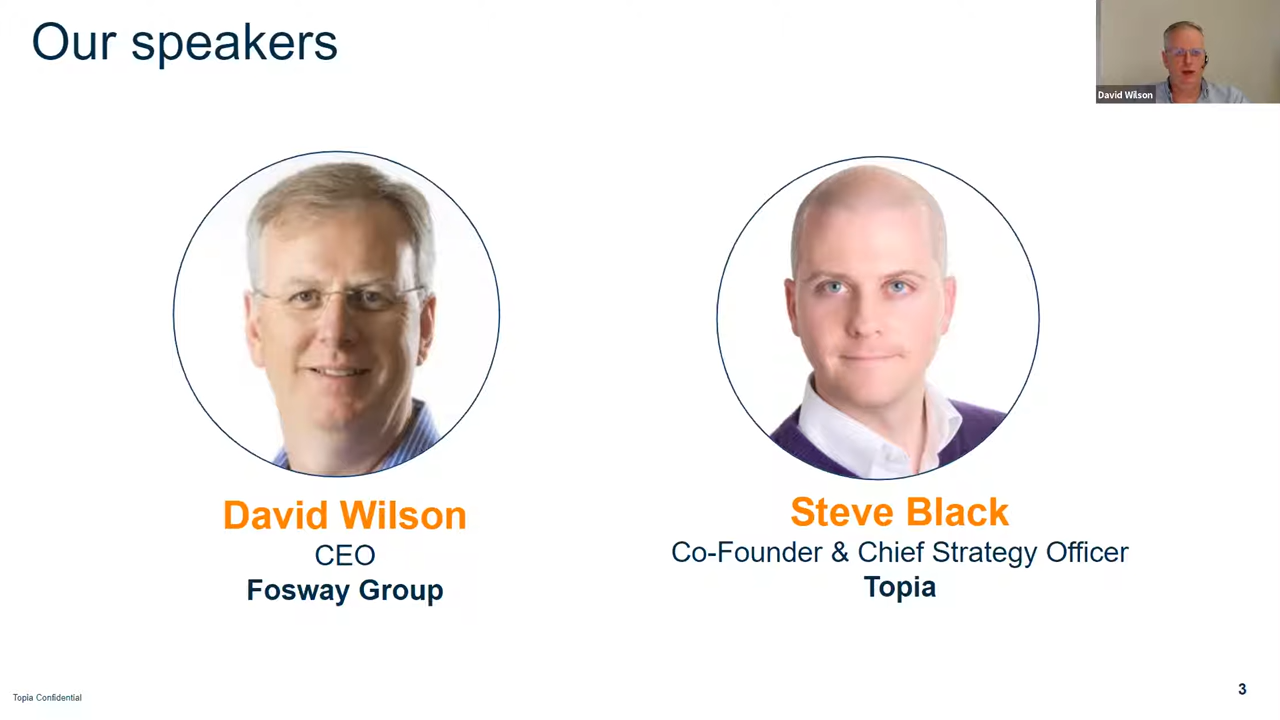 Our speakers
David Wilson
David Wilson
CEO
Fosway Group
Steve Black
Co-Founder & Chief Strategy Officer
Topia
Topia Confidential
3